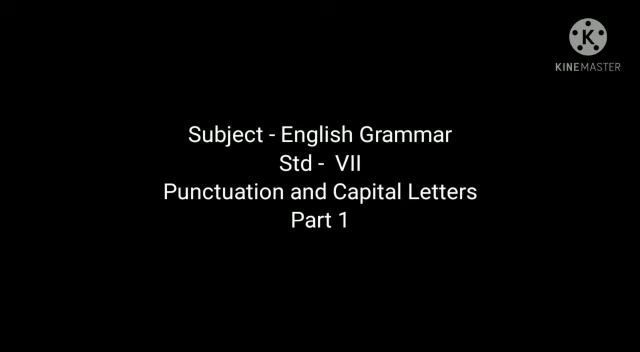 KINEMASTER
Subject - English Grammar
Std - VII
Punctuation and Capital Letters
Part 1